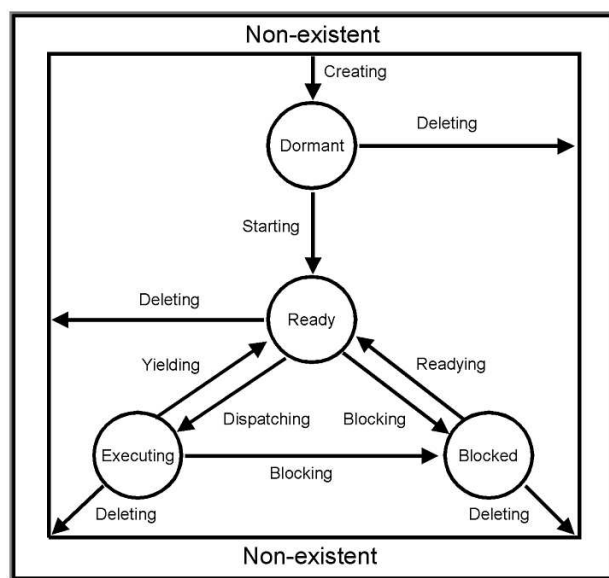 Non-existent
Creating
Deleting
Dormant
Starting
Deleting
Ready
Yielding
Readying
Dispatching
Blocking
Executing
Blocked
Blocking
Deleting
Deleting
Non-existent